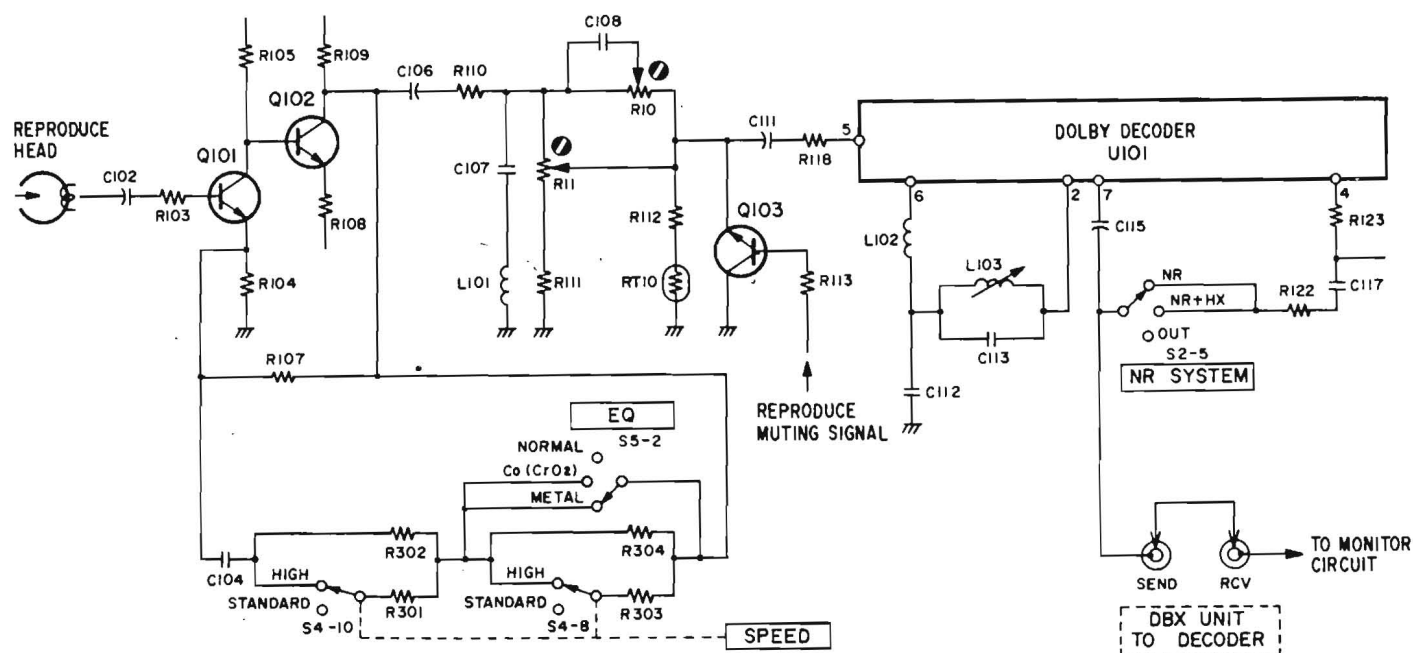 C108
R105
R109
C106
R110
R10
Q102
REPRODUCE
HEAD
Q101
C102
R103
C107
R11
C111
R118
5
DOLBY DECODER
U101
6
2
7
4
R108
R112
Q103
R104
L101
R111
RT10
R113
L102
L103
C113
C115
R123
NR
NR+HX
R122
C117
OUT
S2-5
NR SYSTEM
R107
C112
REPRODUCE
MUTING SIGNAL
EQ
S5-2
NORMAL
Co (CrO2)
METAL
R302
R304
C104
HIGH
STANDARD
S4-10
R301
HIGH
STANDARD
S4-8
R303
SPEED
SEND
RCV
TO MONITOR
CIRCUIT
DBX UNIT
TO DECODER